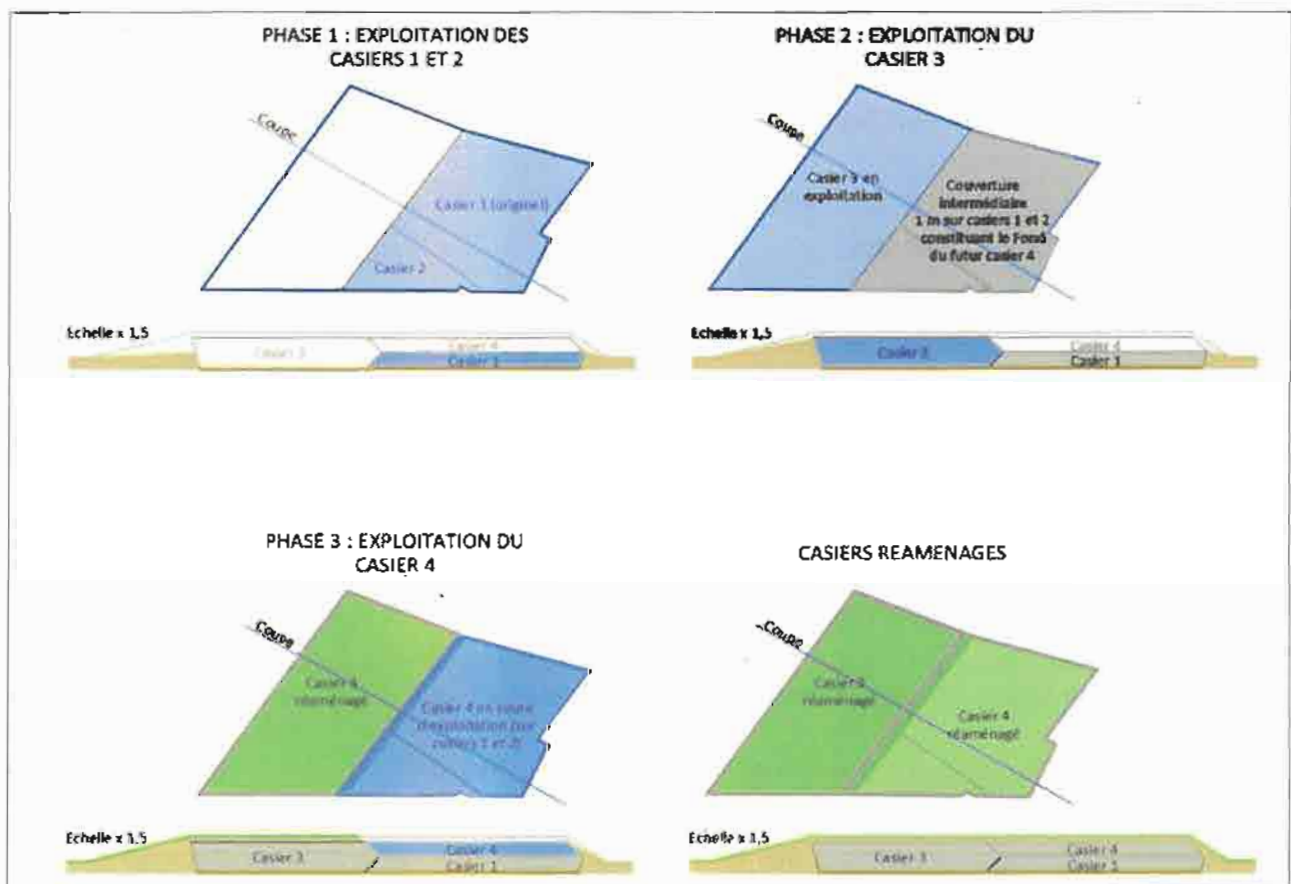 PHASE 1 : EXPLOITATION DES
CASIERS 1 ET 2
Coupe
Casier 1 (originel)
Casier 2
Echelle x 1,5
Casier 3
Casier 4
Casier 1
PHASE 2 : EXPLOITATION DU
CASIER 3
Coupe
Casier 3 en
exploitation
Couverture
intermédiaire
1 m sur casiers 1 et 2
constituant le Fond
du futur casier 4
Echelle x 1,5
Casier 3
Casier 4
Casier 1
PHASE 3 : EXPLOITATION DU
CASIER 4
Coupe
Casier 3
réaménagé
Casier 4 en cours
d'exploitation (sur
casiers 1 et 2)
Echelle x 1,5
Casier 3
Casier 4
Casier 1
CASIERS REAMENAGES
Coupe
Casier 3
réaménagé
Casier 4
réaménagé
Echelle x 1,5
Casier 3
Casier 4
Casier 1